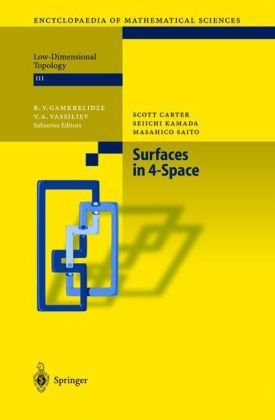 ENCYCLOPAEDIA OF MATHEMATICAL SCIENCES
Low-Dimensional
Topology
III
R. V. GAMKRELIDZE
V. A. VASSILIEV
Subseries Editors
SCOTT CARTER
SEIICHI KAMADA
MASAHICO SAITO
Surfaces in 4-Space
Springer